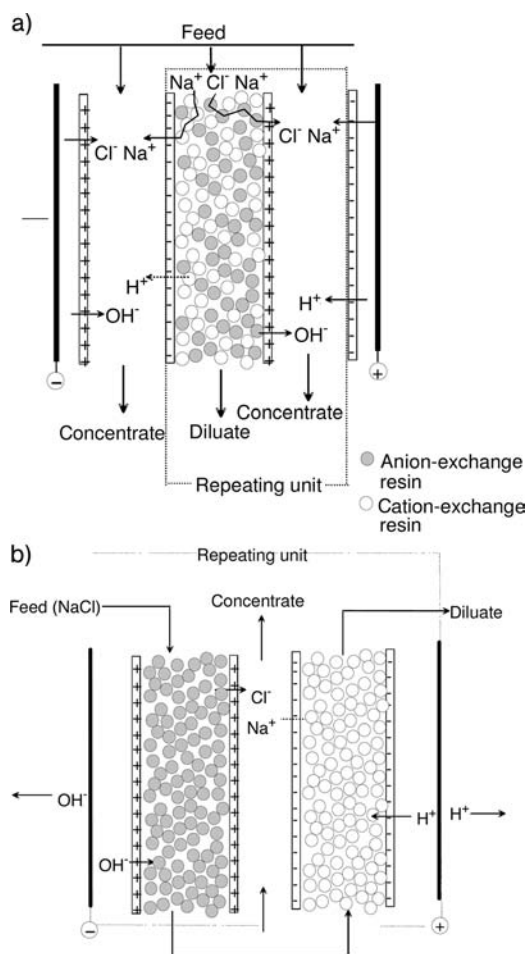 a)
Feed
Na+ Cl- Na+
Cl- Na+
Cl- Na+
H+
H+
OH-
OH-
Concentrate
Diluate
Concentrate
Repeating unit
Anion-exchange
resin
Cation-exchange
resin
b)
Repeating unit
Feed (NaCl)
Concentrate
Diluate
Cl-
Na+
OH-
H+
H+
OH-